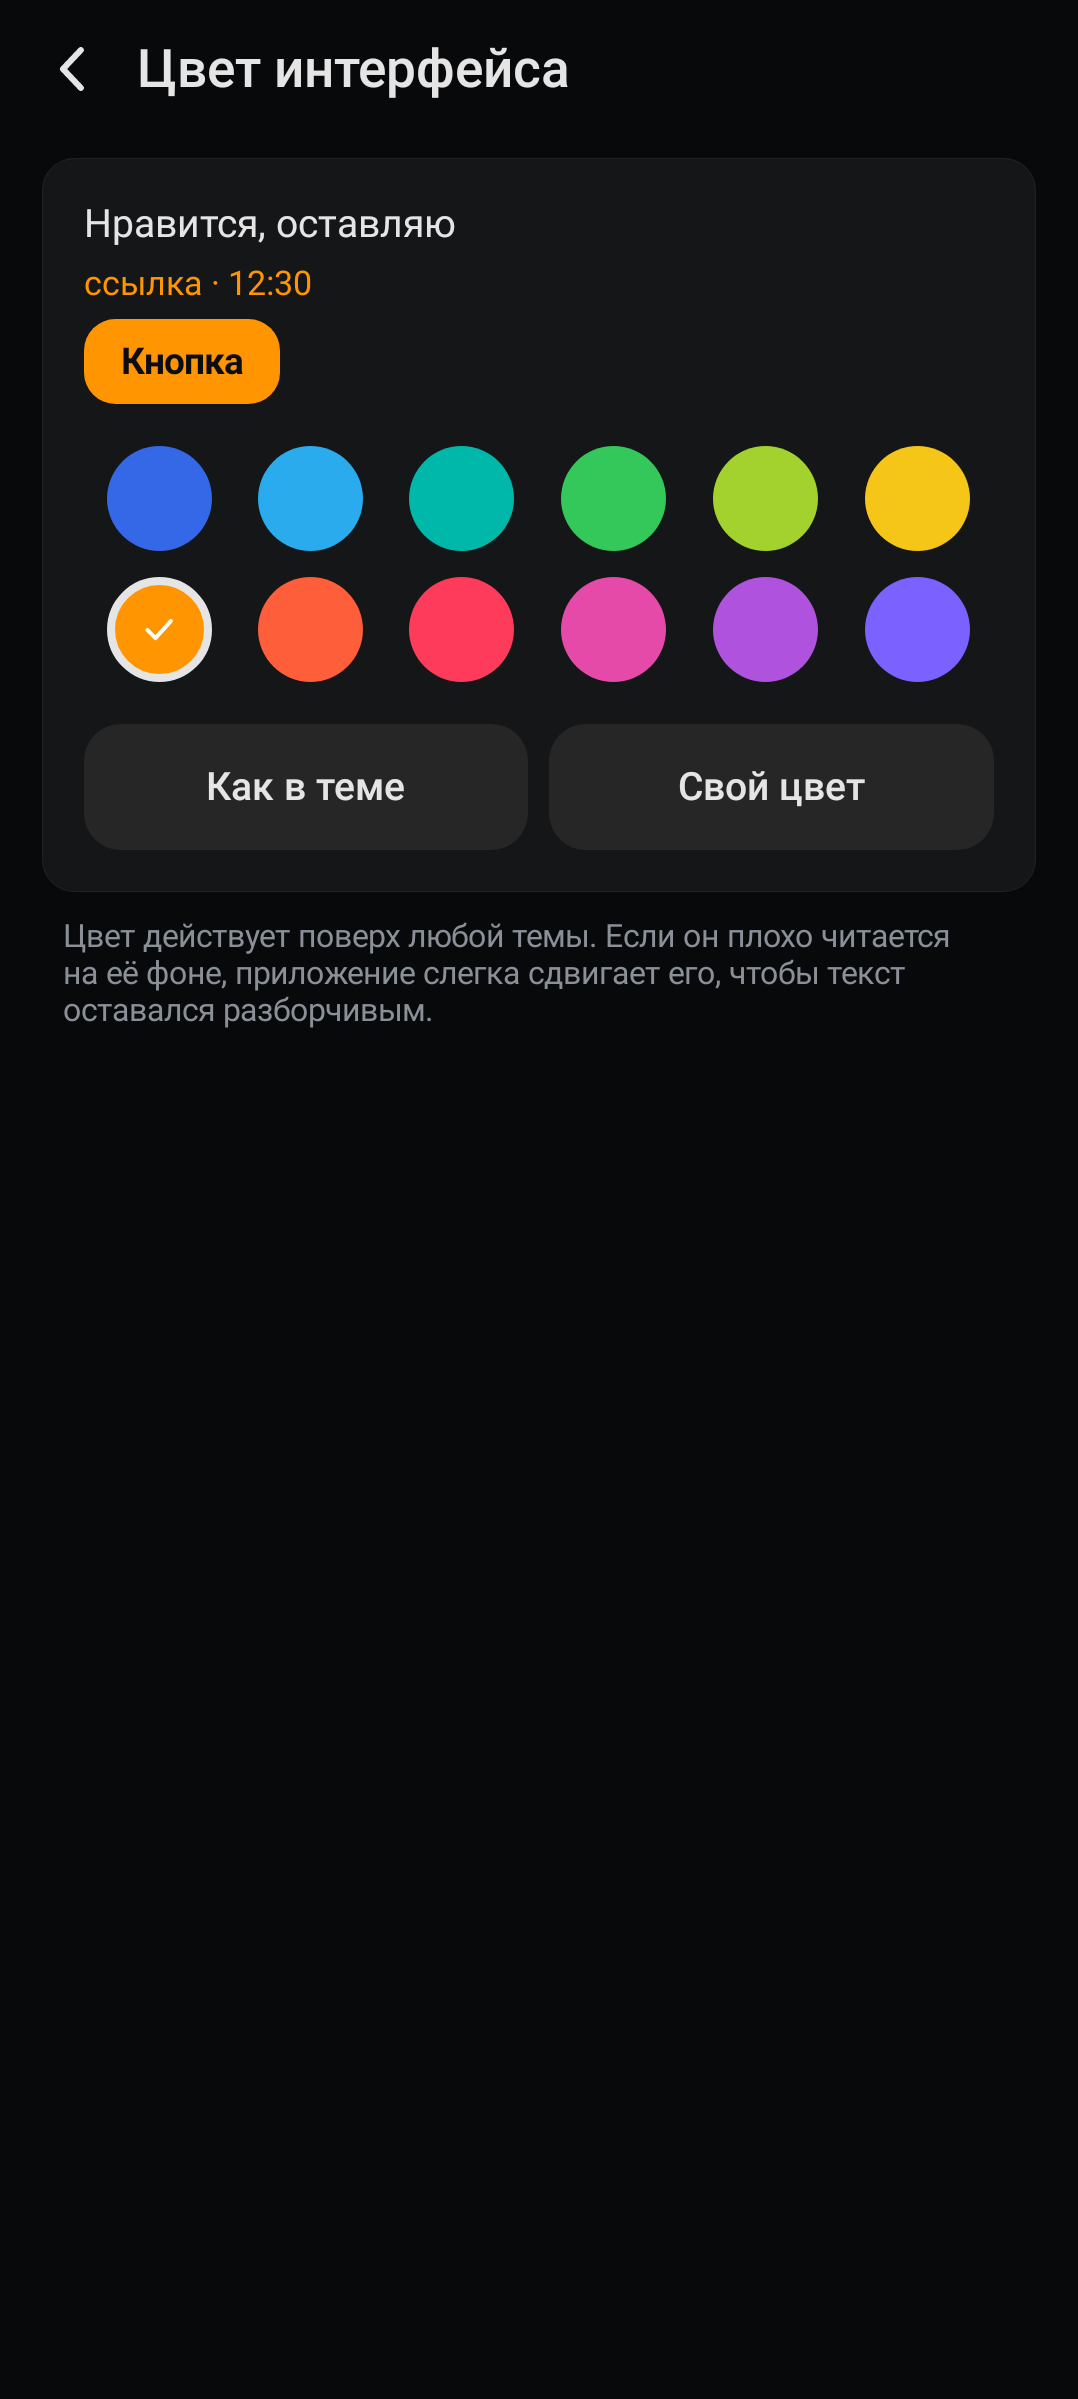 Цвет интерфейса
Нравится, оставляю
ссылка · 12:30
Кнопка
Как в теме
Свой цвет
Цвет действует поверх любой темы. Если он плохо читается
на её фоне, приложение слегка сдвигает его, чтобы текст
оставался разборчивым.